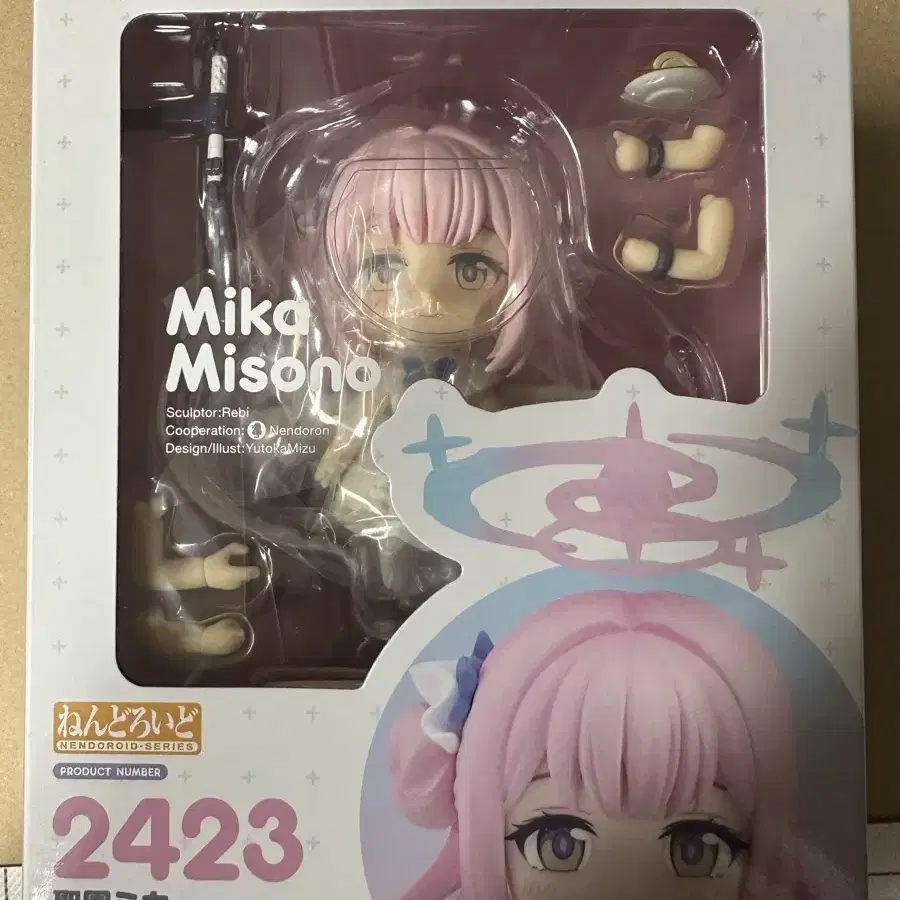 Mika
Misono
Sculptor:Rebi
Cooperation: Nendoron
Design/Illust:YutokaMizu
ねんどろいど
NENDOROID・SERIES
PRODUCT NUMBER
2423